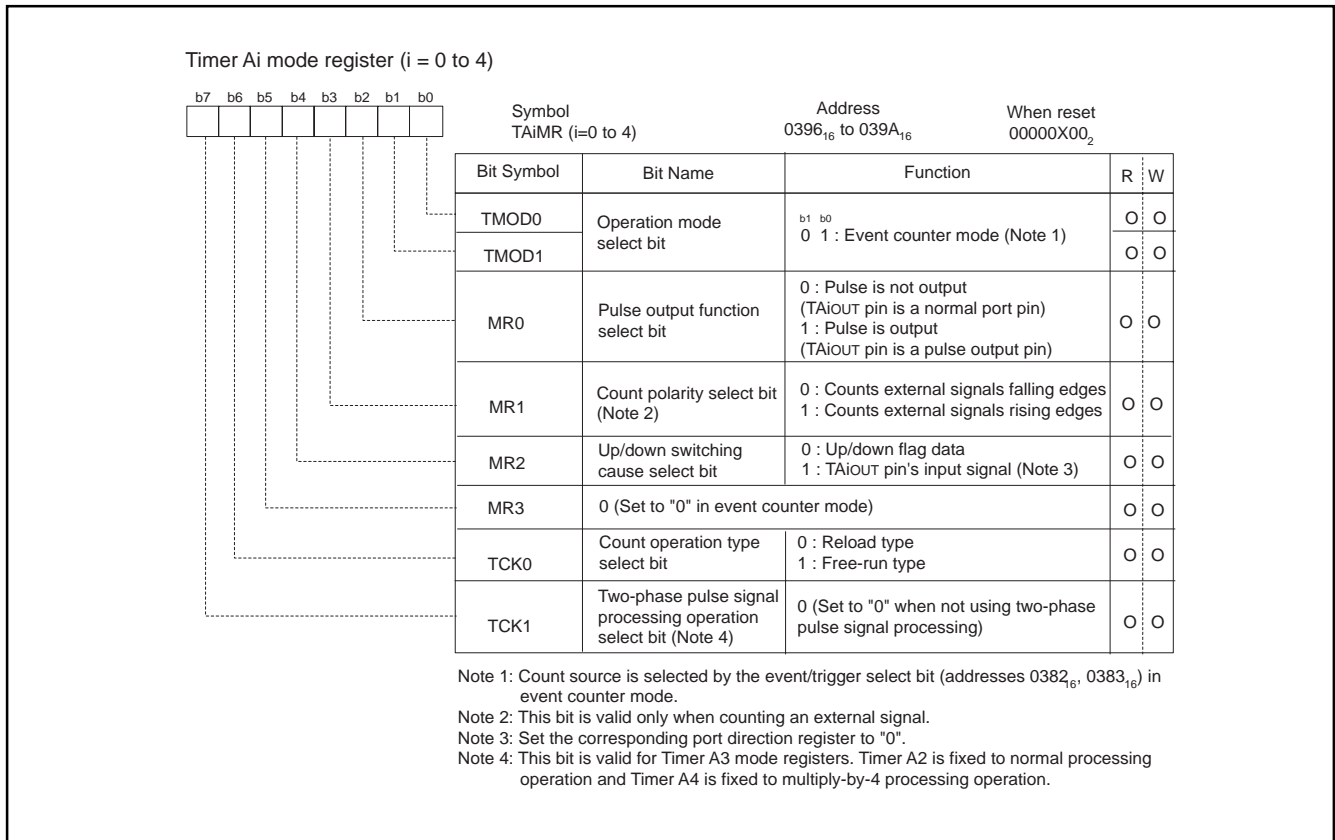 Timer Ai mode register (i = 0 to 4)
b7 b6 b5 b4 b3 b2 b1 b0
Symbol Address When reset
TAiMR (i=0 to 4) 0396₁₆ to 039A₁₆ 00000X00₂
Bit Symbol Bit Name Function R W
TMOD0 O O
Operation mode
select bit
b1 b0
0 1 : Event counter mode (Note 1)
TMOD1 O O
MR0
Pulse output function
select bit
0 : Pulse is not output
(TAiOUT pin is a normal port pin)
1 : Pulse is output
(TAiOUT pin is a pulse output pin)
O O
MR1
Count polarity select bit
(Note 2)
0 : Counts external signals falling edges
1 : Counts external signals rising edges
O O
MR2
Up/down switching
cause select bit
0 : Up/down flag data
1 : TAiOUT pin's input signal (Note 3)
O O
MR3 0 (Set to "0" in event counter mode) O O
TCK0
Count operation type
select bit
0 : Reload type
1 : Free-run type
O O
TCK1
Two-phase pulse signal
processing operation
select bit (Note 4)
0 (Set to "0" when not using two-phase
pulse signal processing)
O O
Note 1: Count source is selected by the event/trigger select bit (addresses 0382₁₆, 0383₁₆) in
event counter mode.
Note 2: This bit is valid only when counting an external signal.
Note 3: Set the corresponding port direction register to "0".
Note 4: This bit is valid for Timer A3 mode registers. Timer A2 is fixed to normal processing
operation and Timer A4 is fixed to multiply-by-4 processing operation.